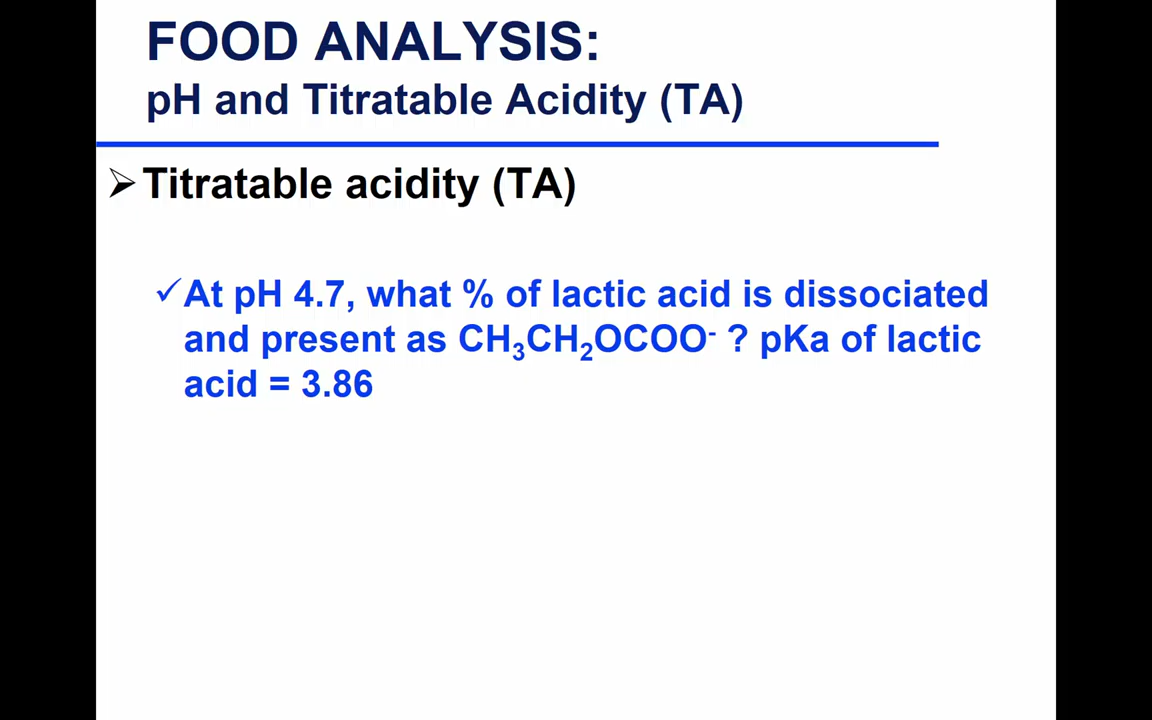 FOOD ANALYSIS:
pH and Titratable Acidity (TA)
➢ Titratable acidity (TA)
✓ At pH 4.7, what % of lactic acid is dissociated
and present as CH₃CH₂OCOO⁻ ? pKa of lactic
acid = 3.86